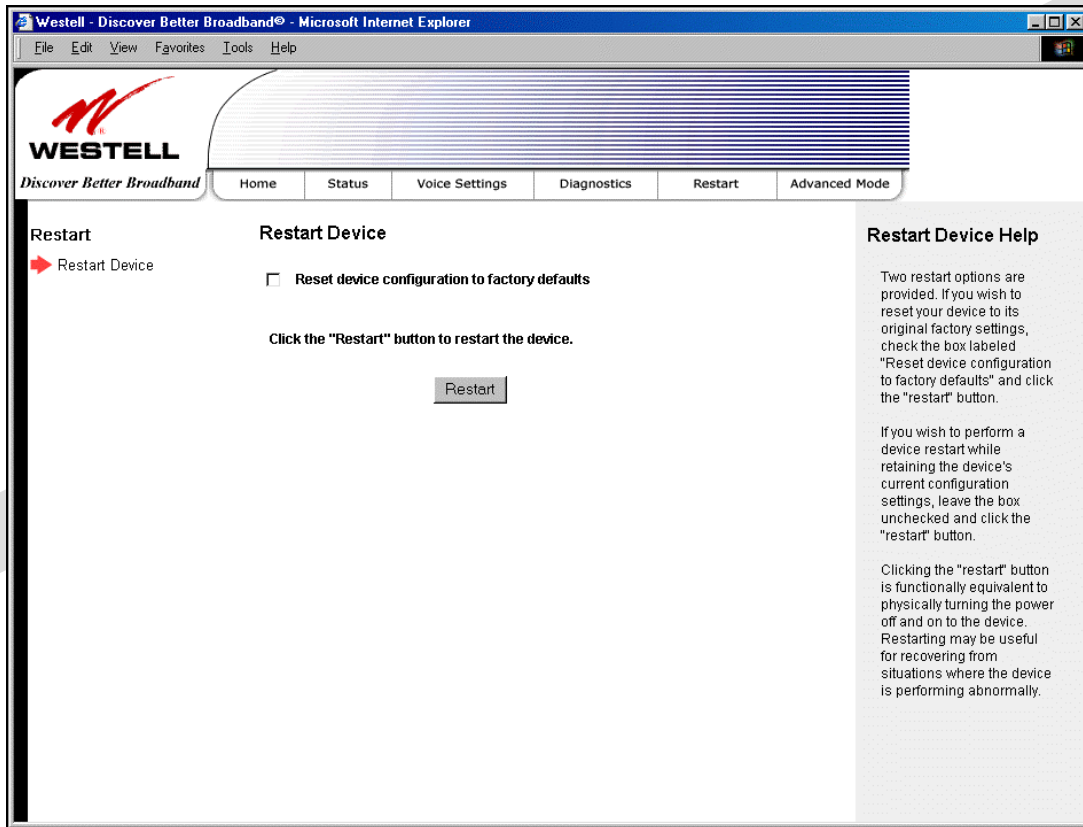 Westell - Discover Better Broadband® - Microsoft Internet Explorer
File Edit View Favorites Tools Help
WESTELL
Discover Better Broadband
Home Status Voice Settings Diagnostics Restart Advanced Mode
Restart
Restart Device
Restart Device
Reset device configuration to factory defaults
Click the "Restart" button to restart the device.
Restart
Restart Device Help
Two restart options are
provided. If you wish to
reset your device to its
original factory settings,
check the box labeled
"Reset device configuration
to factory defaults" and click
the "restart" button.
If you wish to perform a
device restart while
retaining the device's
current configuration
settings, leave the box
unchecked and click the
"restart" button.
Clicking the "restart" button
is functionally equivalent to
physically turning the power
off and on to the device.
Restarting may be useful
for recovering from
situations where the device
is performing abnormally.